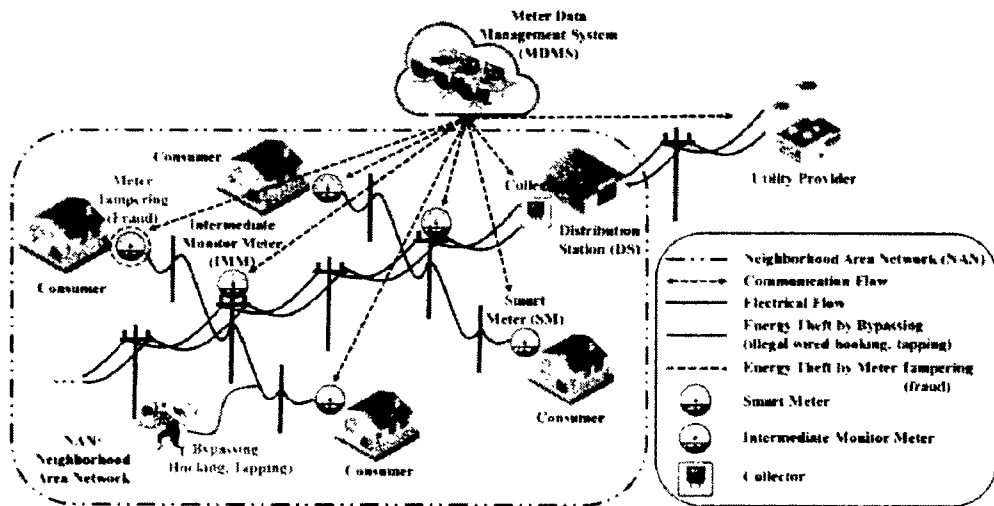 Meter Data
Management System
(MDMS)
Consumer
Meter
Tampering
(Fraud)
Intermediate
Monitor Meter
(IMM)
Consumer
Collector
Distribution
Station (DS)
Utility Provider
Smart
Meter (SM)
Consumer
NAN:
Neighborhood
Area Network
Bypassing
Hooking, Tapping)
Consumer
Neighborhood Area Network (NAN)
Communication Flow
Electrical Flow
Energy Theft by Bypassing
(illegal wired hooking, tapping)
Energy Theft by Meter Tampering
(fraud)
Smart Meter
Intermediate Monitor Meter
Collector